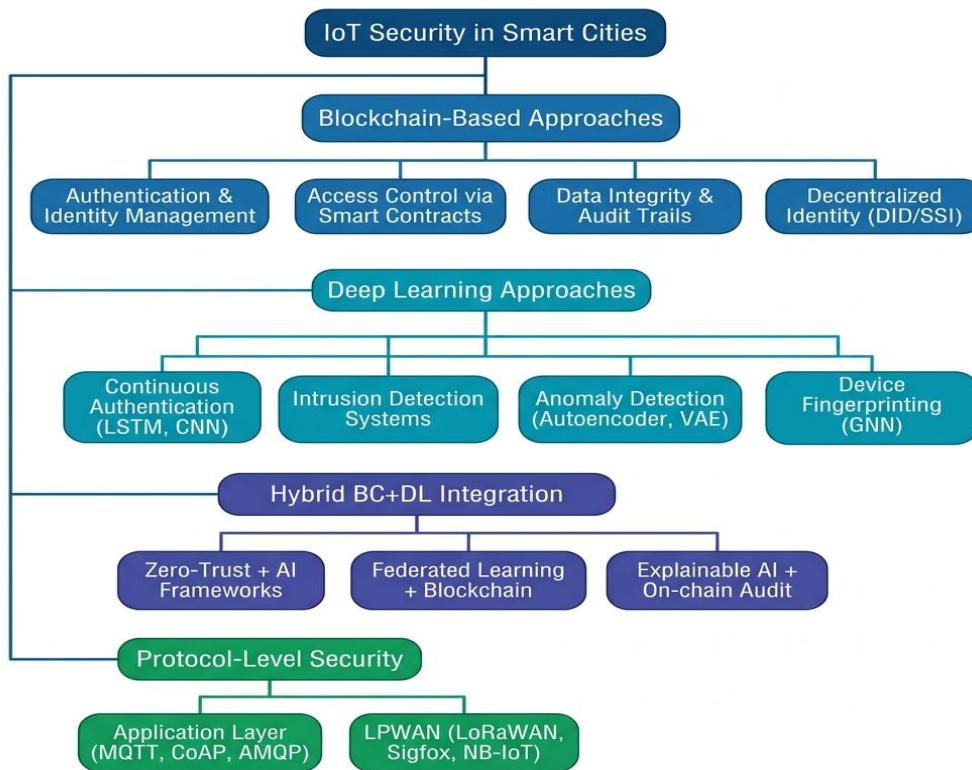 IoT Security in Smart Cities
Blockchain-Based Approaches
Authentication &
Identity Management
Access Control via
Smart Contracts
Data Integrity &
Audit Trails
Decentralized
Identity (DID/SSI)
Deep Learning Approaches
Continuous
Authentication
(LSTM, CNN)
Intrusion Detection
Systems
Anomaly Detection
(Autoencoder, VAE)
Device
Fingerprinting
(GNN)
Hybrid BC+DL Integration
Zero-Trust + AI
Frameworks
Federated Learning
+ Blockchain
Explainable AI +
On-chain Audit
Protocol-Level Security
Application Layer
(MQTT, CoAP, AMQP)
LPWAN (LoRaWAN,
Sigfox, NB-IoT)